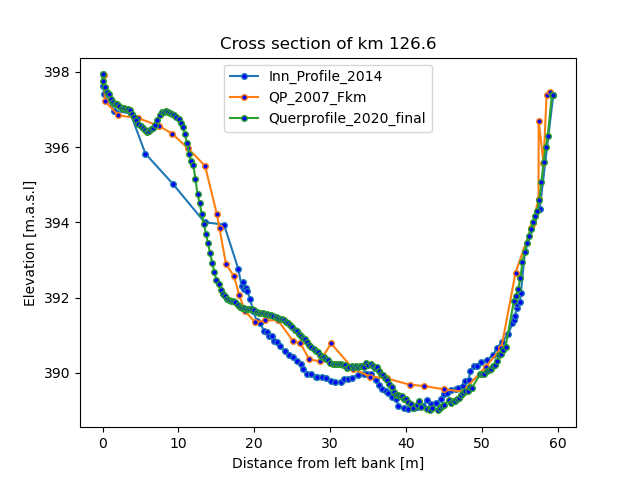 Cross section of km 126.6
Inn_Profile_2014
QP_2007_Fkm
Querprofile_2020_final
398
396
394
392
390
Elevation [m.a.s.l]
0 10 20 30 40 50 60
Distance from left bank [m]